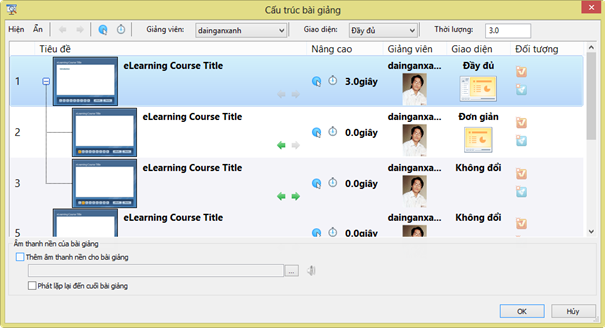 Cấu trúc bài giảng
Hiện Ẩn Giảng viên: dainganxanh Giao diện: Đầy đủ Thời lượng: 3.0
Tiêu đề Nâng cao Giảng viên Giao diện Đối tượng
1 eLearning Course Title 3.0giây dainganxa... Đầy đủ
2 eLearning Course Title 0.0giây dainganxa... Đơn giản
3 eLearning Course Title 0.0giây dainganxa... Không đổi
5 eLearning Course Title 0.0giây dainganxa... Không đổi
Âm thanh nền của bài giảng
Thêm âm thanh nền cho bài giảng
...
Phát lặp lại đến cuối bài giảng
OK Hủy